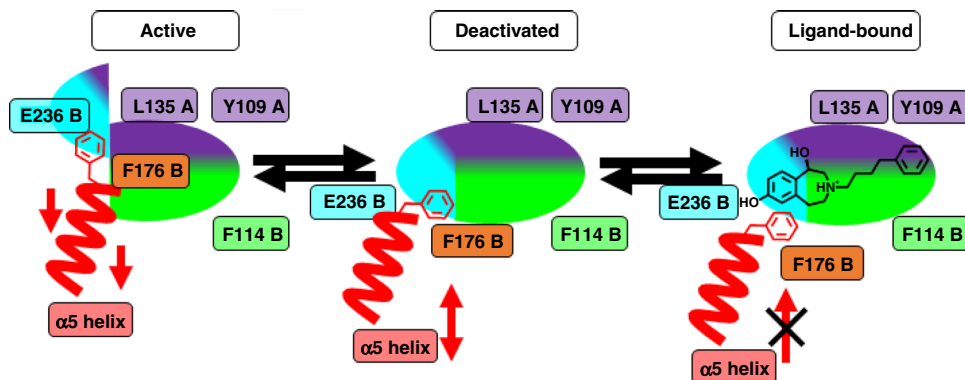 Active
Deactivated
Ligand-bound
E236 B
L135 A
Y109 A
F176 B
F114 B
α5 helix
L135 A
Y109 A
E236 B
F176 B
F114 B
α5 helix
L135 A
Y109 A
HO
HN+
HO
E236 B
F114 B
F176 B
α5 helix